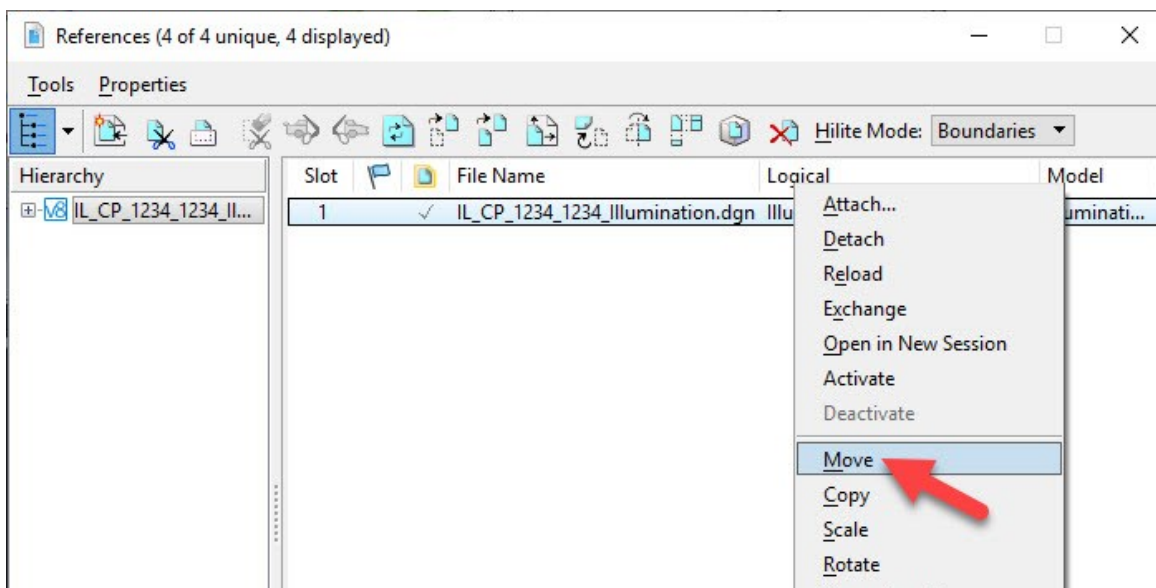 References (4 of 4 unique, 4 displayed)
Tools Properties
Hilite Mode: Boundaries
Hierarchy
Slot File Name Logical Model
V8 IL_CP_1234_1234_Il...
1 IL_CP_1234_1234_Illumination.dgn Illu uminati...
Attach...
Detach
Reload
Exchange
Open in New Session
Activate
Deactivate
Move
Copy
Scale
Rotate